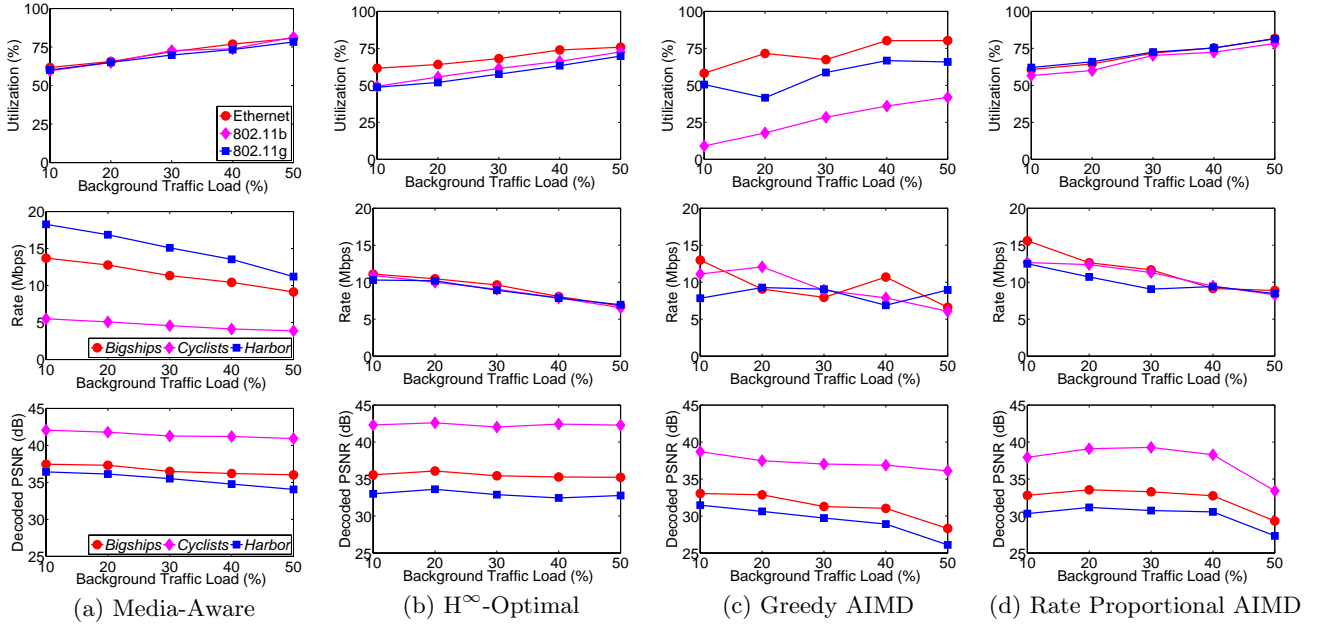 100
75
50
25
0
Utilization (%)
10 20 30 40 50
Background Traffic Load (%)
Ethernet
802.11b
802.11g
100
75
50
25
0
Utilization (%)
10 20 30 40 50
Background Traffic Load (%)
100
75
50
25
0
Utilization (%)
10 20 30 40 50
Background Traffic Load (%)
100
75
50
25
0
Utilization (%)
10 20 30 40 50
Background Traffic Load (%)
20
15
10
5
0
Rate (Mbps)
Bigships Cyclists Harbor
10 20 30 40 50
Background Traffic Load (%)
20
15
10
5
0
Rate (Mbps)
10 20 30 40 50
Background Traffic Load (%)
20
15
10
5
0
Rate (Mbps)
10 20 30 40 50
Background Traffic Load (%)
20
15
10
5
0
Rate (Mbps)
10 20 30 40 50
Background Traffic Load (%)
45
40
35
30
25
Decoded PSNR (dB)
Bigships Cyclists Harbor
10 20 30 40 50
Background Traffic Load (%)
45
40
35
30
25
Decoded PSNR (dB)
10 20 30 40 50
Background Traffic Load (%)
45
40
35
30
25
Decoded PSNR (dB)
10 20 30 40 50
Background Traffic Load (%)
45
40
35
30
25
Decoded PSNR (dB)
10 20 30 40 50
Background Traffic Load (%)
(a) Media-Aware
(b) H∞-Optimal
(c) Greedy AIMD
(d) Rate Proportional AIMD